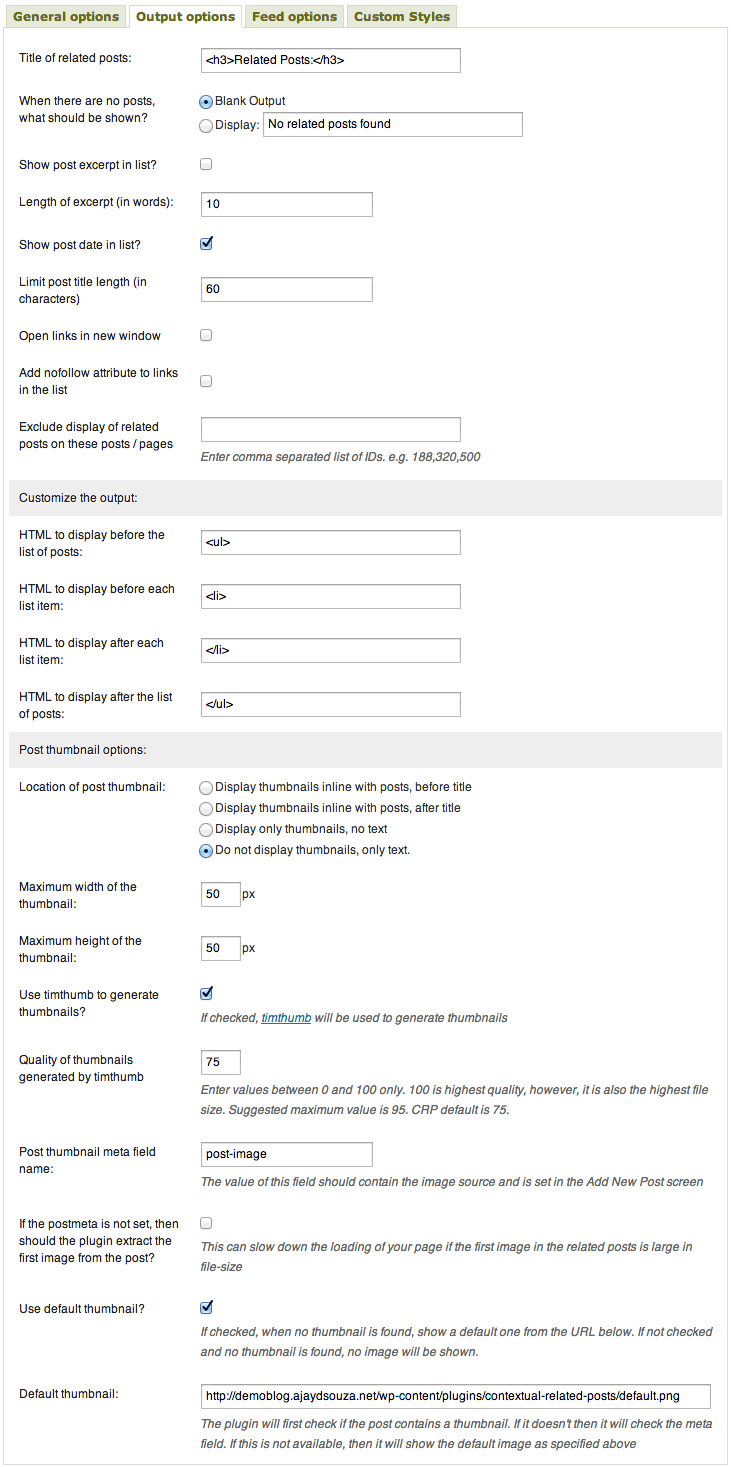 General options
Output options
Feed options
Custom Styles
Title of related posts:
<h3>Related Posts:</h3>
When there are no posts,
what should be shown?
Blank Output
Display:
No related posts found
Show post excerpt in list?
Length of excerpt (in words):
10
Show post date in list?
Limit post title length (in
characters)
60
Open links in new window
Add nofollow attribute to links
in the list
Exclude display of related
posts on these posts / pages
Enter comma separated list of IDs. e.g. 188,320,500
Customize the output:
HTML to display before the
list of posts:
<ul>
HTML to display before each
list item:
<li>
HTML to display after each
list item:
</li>
HTML to display after the list
of posts:
</ul>
Post thumbnail options:
Location of post thumbnail:
Display thumbnails inline with posts, before title
Display thumbnails inline with posts, after title
Display only thumbnails, no text
Do not display thumbnails, only text.
Maximum width of the
thumbnail:
50 px
Maximum height of the
thumbnail:
50 px
Use timthumb to generate
thumbnails?
If checked, timthumb will be used to generate thumbnails
Quality of thumbnails
generated by timthumb
75
Enter values between 0 and 100 only. 100 is highest quality, however, it is also the highest file
size. Suggested maximum value is 95. CRP default is 75.
Post thumbnail meta field
name:
post-image
The value of this field should contain the image source and is set in the Add New Post screen
If the postmeta is not set, then
should the plugin extract the
first image from the post?
This can slow down the loading of your page if the first image in the related posts is large in
file-size
Use default thumbnail?
If checked, when no thumbnail is found, show a default one from the URL below. If not checked
and no thumbnail is found, no image will be shown.
Default thumbnail:
http://demoblog.ajaydsouza.net/wp-content/plugins/contextual-related-posts/default.png
The plugin will first check if the post contains a thumbnail. If it doesn't then it will check the meta
field. If this is not available, then it will show the default image as specified above